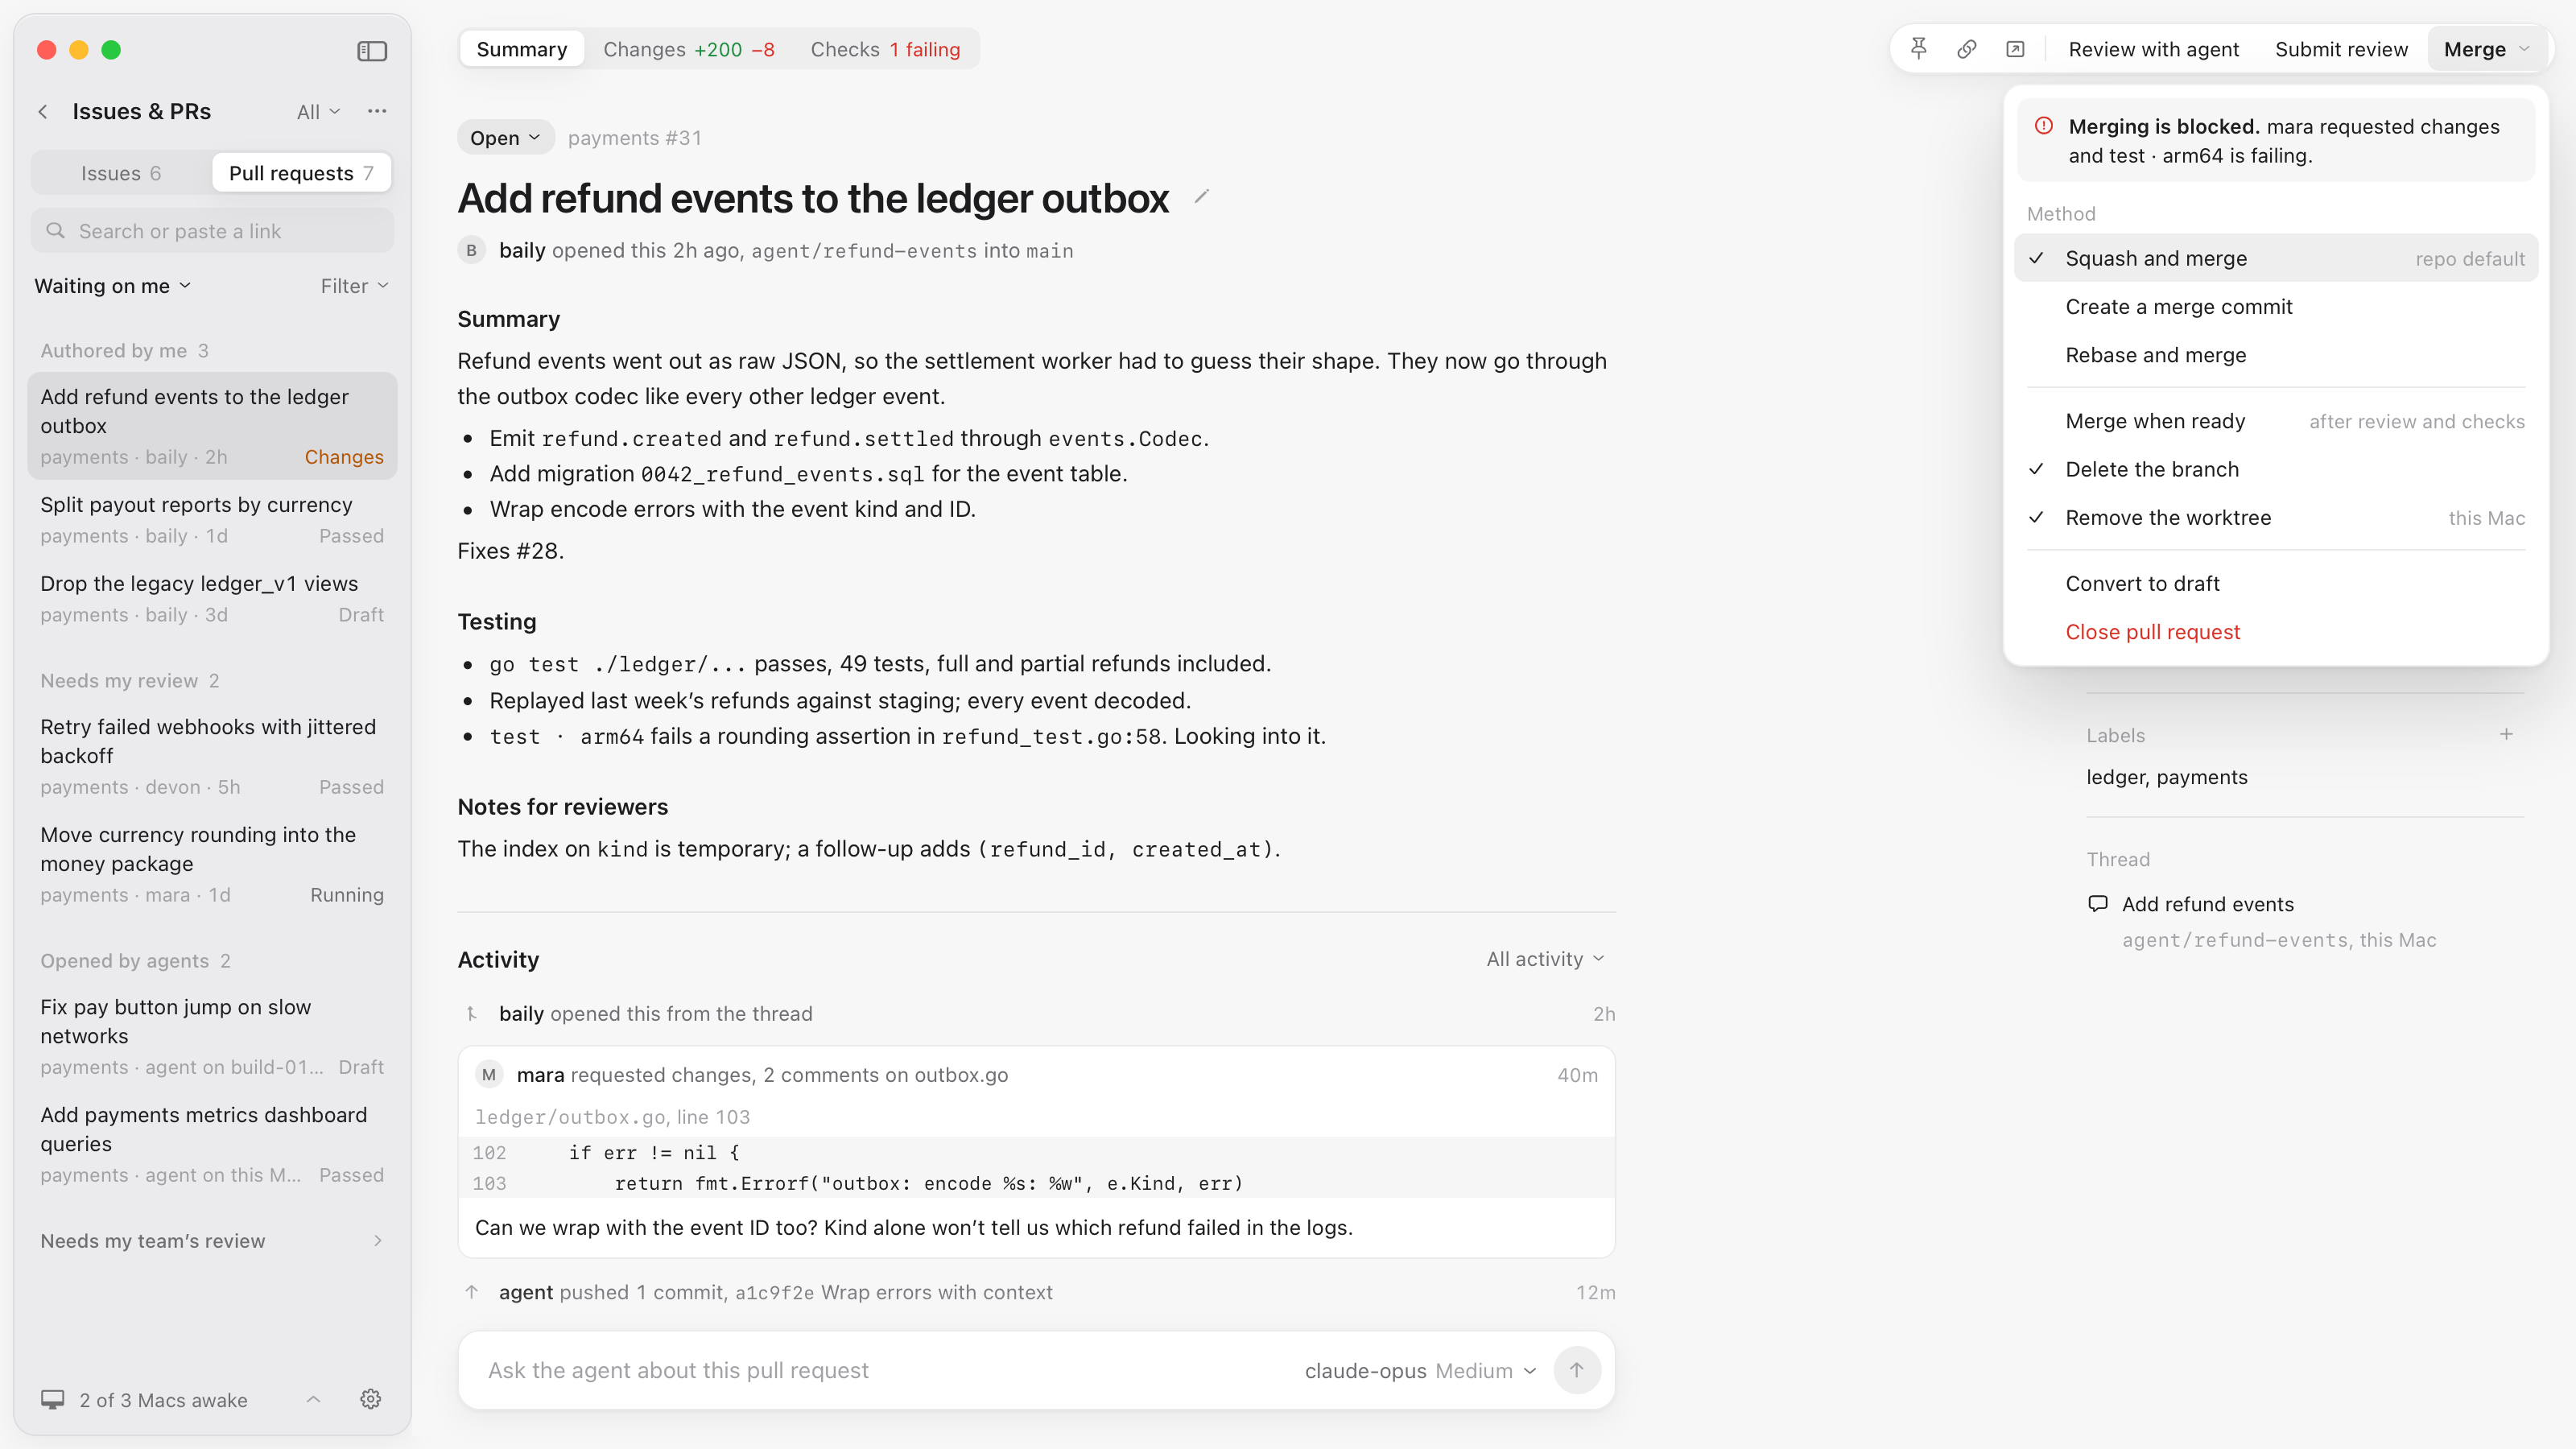 Issues & PRs
All
Issues 6
Pull requests 7
Search or paste a link
Waiting on me
Filter
Authored by me 3
Add refund events to the ledger
outbox
payments · baily · 2h
Changes
Split payout reports by currency
payments · baily · 1d
Passed
Drop the legacy ledger_v1 views
payments · baily · 3d
Draft
Needs my review 2
Retry failed webhooks with jittered
backoff
payments · devon · 5h
Passed
Move currency rounding into the
money package
payments · mara · 1d
Running
Opened by agents 2
Fix pay button jump on slow
networks
payments · agent on build-01...
Draft
Add payments metrics dashboard
queries
payments · agent on this M...
Passed
Needs my team’s review
2 of 3 Macs awake
Summary
Changes +200 −8
Checks 1 failing
Open
payments #31
Add refund events to the ledger outbox
B
baily opened this 2h ago, agent/refund-events into main
Summary
Refund events went out as raw JSON, so the settlement worker had to guess their shape. They now go through
the outbox codec like every other ledger event.
• Emit refund.created and refund.settled through events.Codec.
• Add migration 0042_refund_events.sql for the event table.
• Wrap encode errors with the event kind and ID.
Fixes #28.
Testing
• go test ./ledger/... passes, 49 tests, full and partial refunds included.
• Replayed last week’s refunds against staging; every event decoded.
• test · arm64 fails a rounding assertion in refund_test.go:58. Looking into it.
Notes for reviewers
The index on kind is temporary; a follow-up adds (refund_id, created_at).
Activity
All activity
baily opened this from the thread
2h
M
mara requested changes, 2 comments on outbox.go
40m
ledger/outbox.go, line 103
102 if err != nil {
103 return fmt.Errorf("outbox: encode %s: %w", e.Kind, err)
Can we wrap with the event ID too? Kind alone won’t tell us which refund failed in the logs.
agent pushed 1 commit, a1c9f2e Wrap errors with context
12m
Ask the agent about this pull request
claude-opus Medium
Review with agent
Submit review
Merge
Merging is blocked. mara requested changes
and test · arm64 is failing.
Method
Squash and merge
repo default
Create a merge commit
Rebase and merge
Merge when ready
after review and checks
Delete the branch
Remove the worktree
this Mac
Convert to draft
Close pull request
Labels
ledger, payments
Thread
Add refund events
agent/refund-events, this Mac